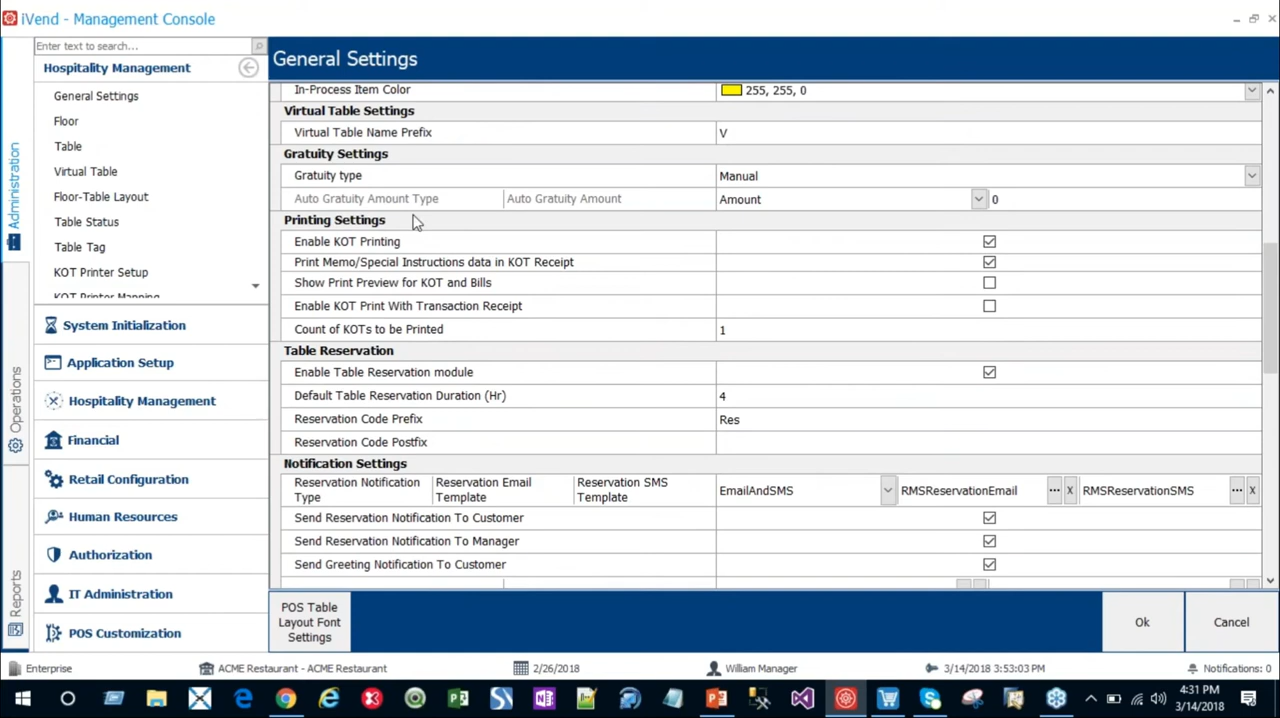 iVend - Management Console
Enter text to search...
General Settings
Hospitality Management
Administration
Operations
Reports
General Settings
Floor
Table
Virtual Table
Floor-Table Layout
Table Status
Table Tag
KOT Printer Setup
KOT Printer Mapping
System Initialization
Application Setup
Hospitality Management
Financial
Retail Configuration
Human Resources
Authorization
IT Administration
POS Customization
In-Process Item Color 255, 255, 0
Virtual Table Settings
Virtual Table Name Prefix V
Gratuity Settings
Gratuity type Manual
Auto Gratuity Amount Type Auto Gratuity Amount Amount 0
Printing Settings
Enable KOT Printing
Print Memo/Special Instructions data in KOT Receipt
Show Print Preview for KOT and Bills
Enable KOT Print With Transaction Receipt
Count of KOTs to be Printed 1
Table Reservation
Enable Table Reservation module
Default Table Reservation Duration (Hr) 4
Reservation Code Prefix Res
Reservation Code Postfix
Notification Settings
Reservation Notification Type Reservation Email Template Reservation SMS Template EmailAndSMS RMSReservationEmail ... X RMSReservationSMS ... X
Send Reservation Notification To Customer
Send Reservation Notification To Manager
Send Greeting Notification To Customer
POS Table
Layout Font
Settings
Ok
Cancel
Enterprise ACME Restaurant - ACME Restaurant 2/26/2018 William Manager 3/14/2018 3:53:03 PM Notifications: 0
4:31 PM
3/14/2018